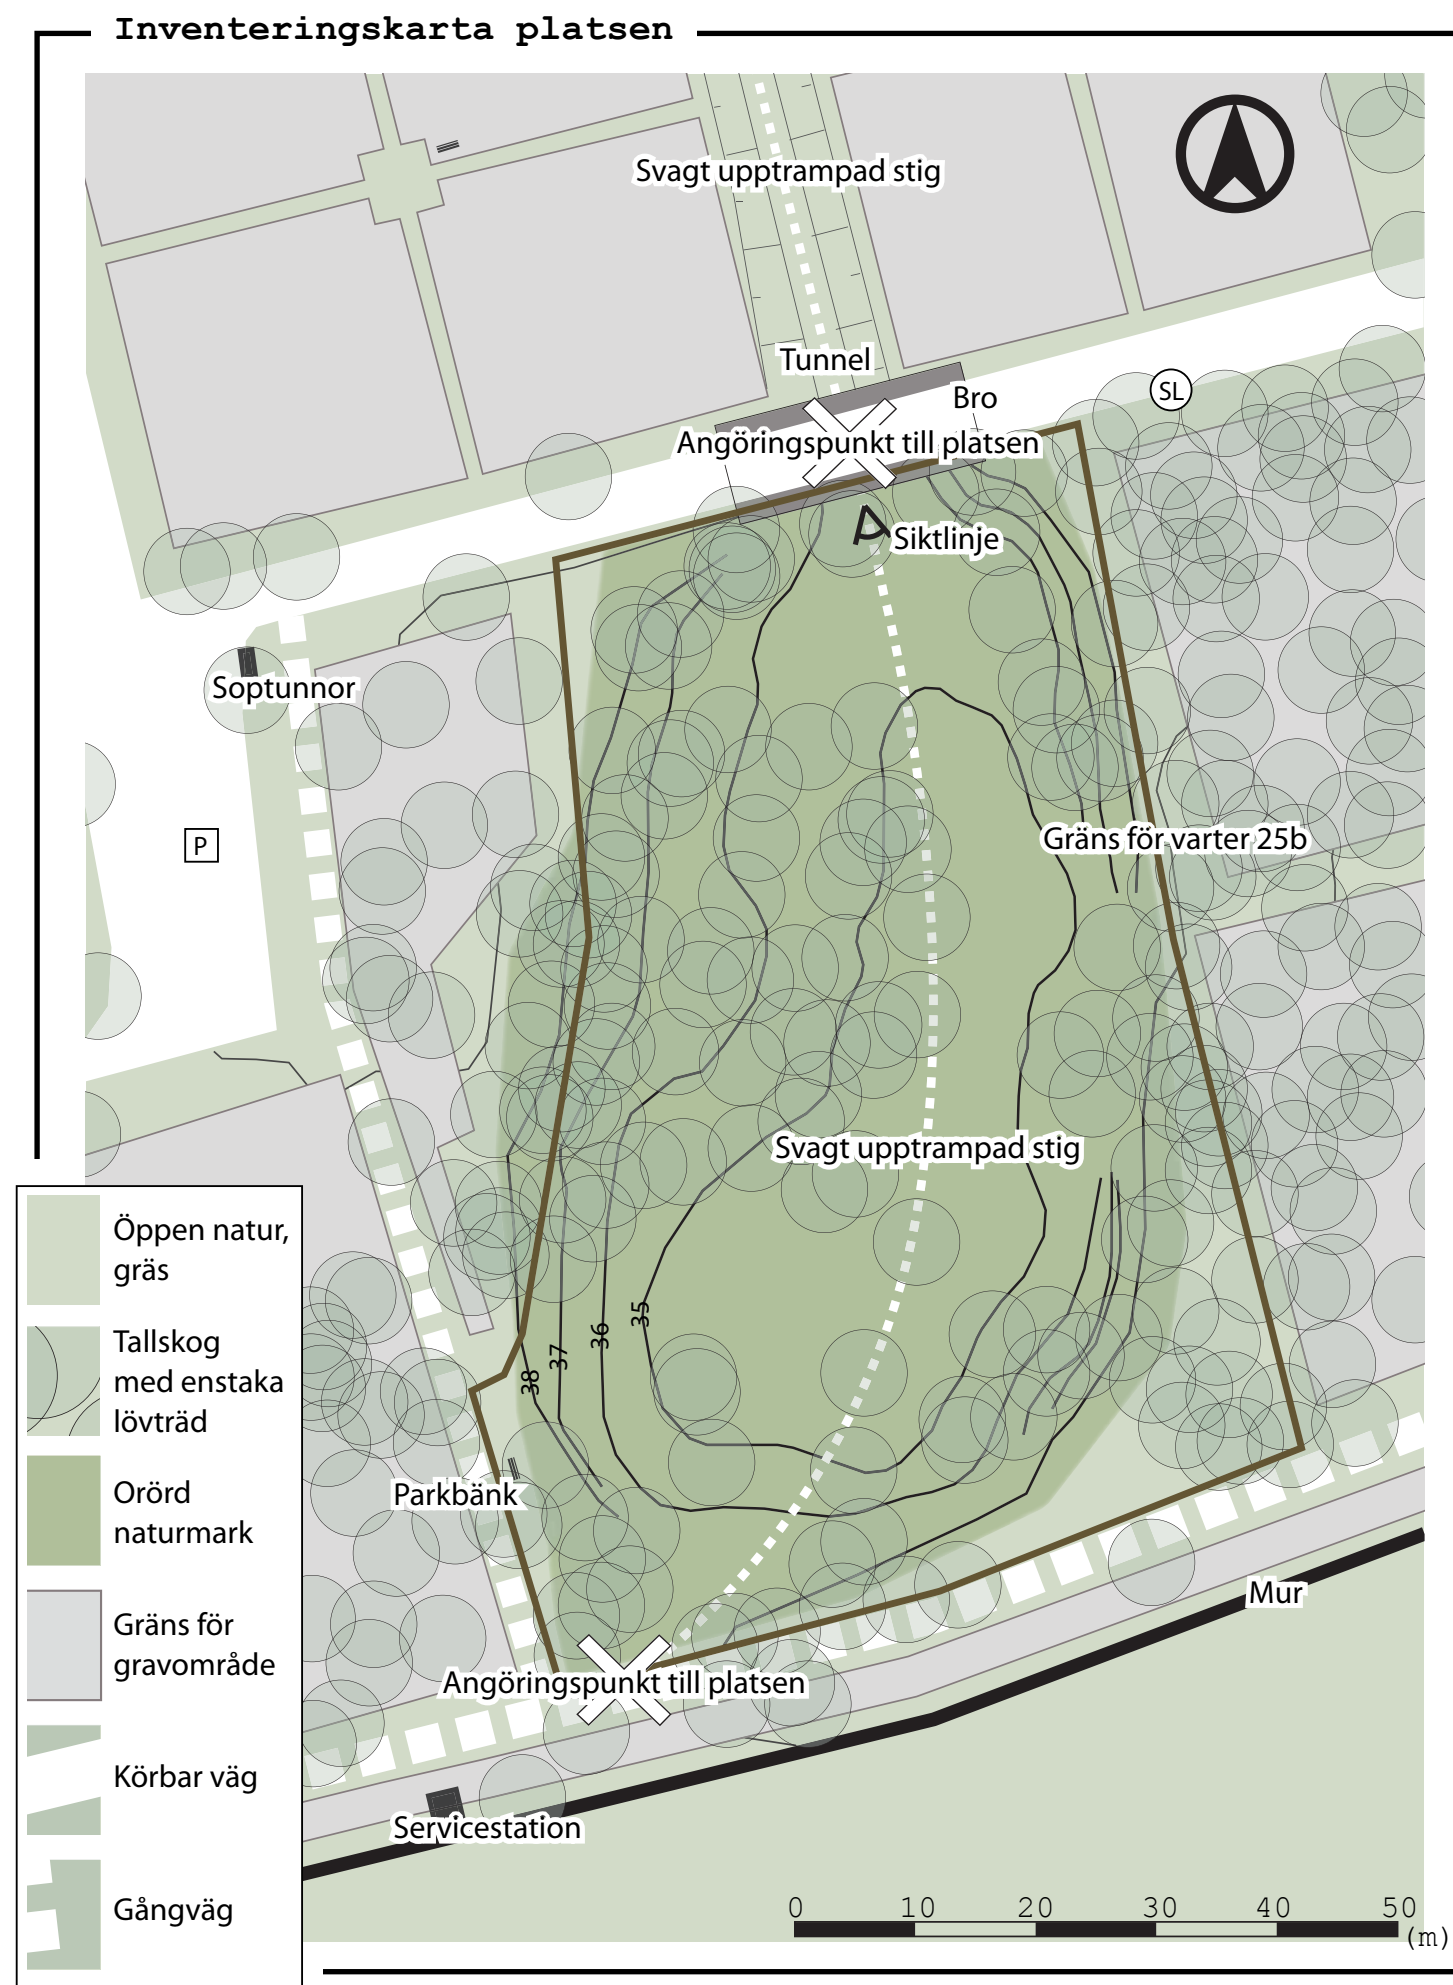 Inventeringskarta platsen
Svagt upptrampad stig
Tunnel
SL
Bro
Angöringspunkt till platsen
Siktlinje
Soptunnor
P
Gräns för varter 25b
Svagt upptrampad stig
35
36
37
38
Parkbänk
Mur
Angöringspunkt till platsen
Servicestation
Öppen natur,
gräs
Tallskog
med enstaka
lövträd
Orörd
naturmark
Gräns för
gravområde
Körbar väg
Gångväg
0 10 20 30 40 50
(m)